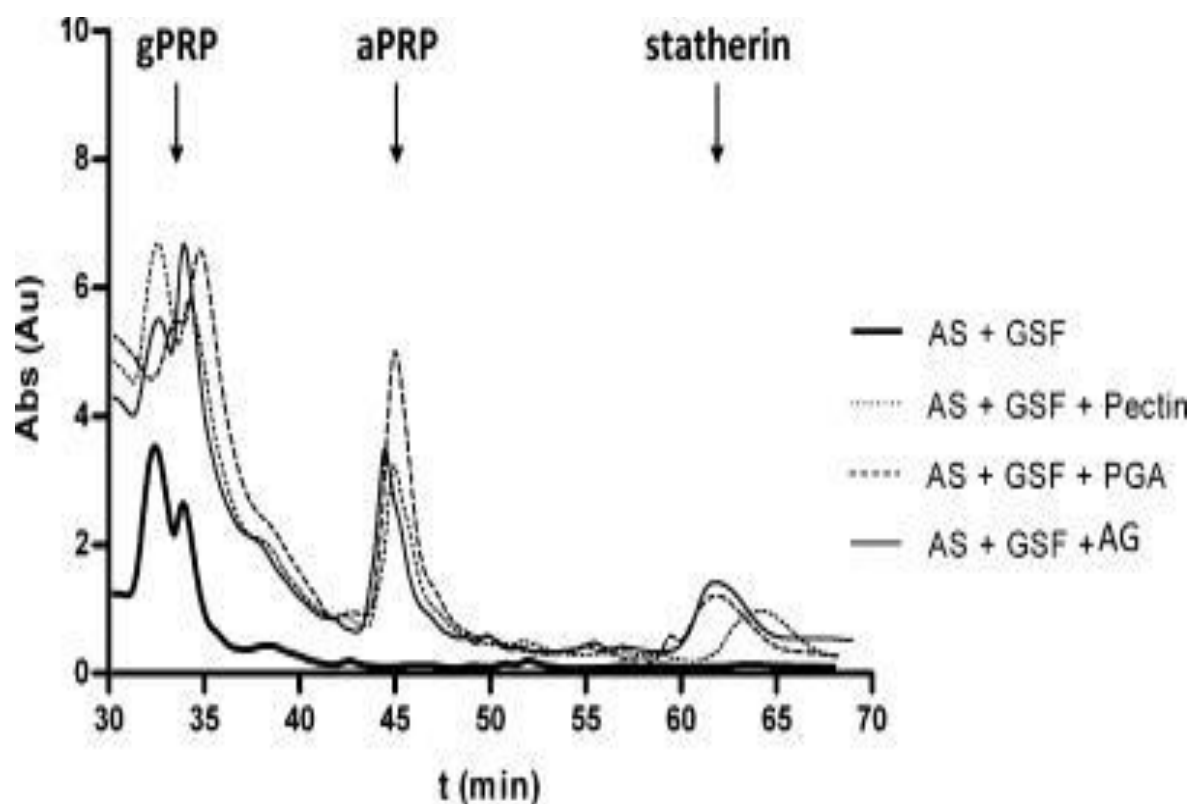 gPRP aPRP statherin
10
8
6
4
2
0
Abs (Au)
30 35 40 45 50 55 60 65 70
t (min)
AS + GSF
AS + GSF + Pectin
AS + GSF + PGA
AS + GSF +AG